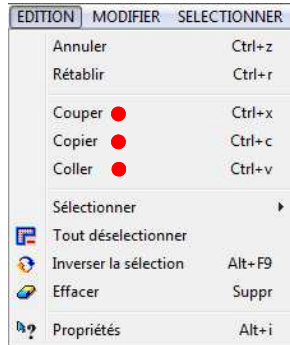 EDITION MODIFIER SELECTIONNER
Annuler Ctrl+z
Rétablir Ctrl+r
Couper Ctrl+x
Copier Ctrl+c
Coller Ctrl+v
Sélectionner
Tout déselectionner
Inverser la sélection Alt+F9
Effacer Suppr
Propriétés Alt+i